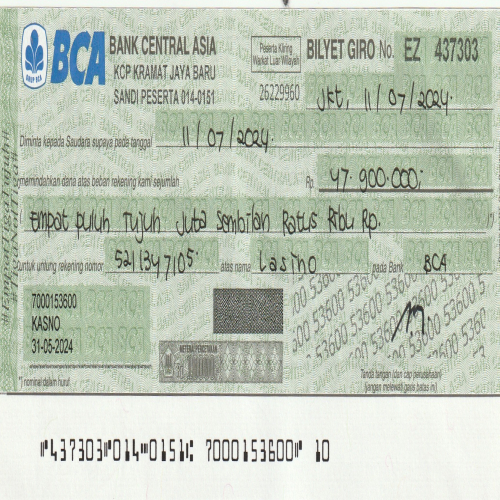 BCA BANK CENTRAL ASIA
KCP KRAMAT JAYA BARU
SANDI PESERTA 014-0151
Peserta Kliring
Warkat Luar Wilayah
BILYET GIRO No. EZ 437303
26229960
Jkt, 11/07/2024
Diminta kepada Saudara supaya pada tanggal 11/07/2024
memindahkan dana atas beban rekening kami sejumlah Rp. 47.900.000,-
Empat Puluh Tujuh Juta Sembilan Ratus Ribu Rp.
untuk untung rekening nomor 5211347105 atas nama Lasino pada Bank BCA
7000153600
KASNO
31-05-2024
METERAI PERCETAKAN
Tanda tangan (dan cap perusahaan)
(jangan melewati garis batas ini)
*) nominal dalam huruf
437303 014 0151 7000153600 10